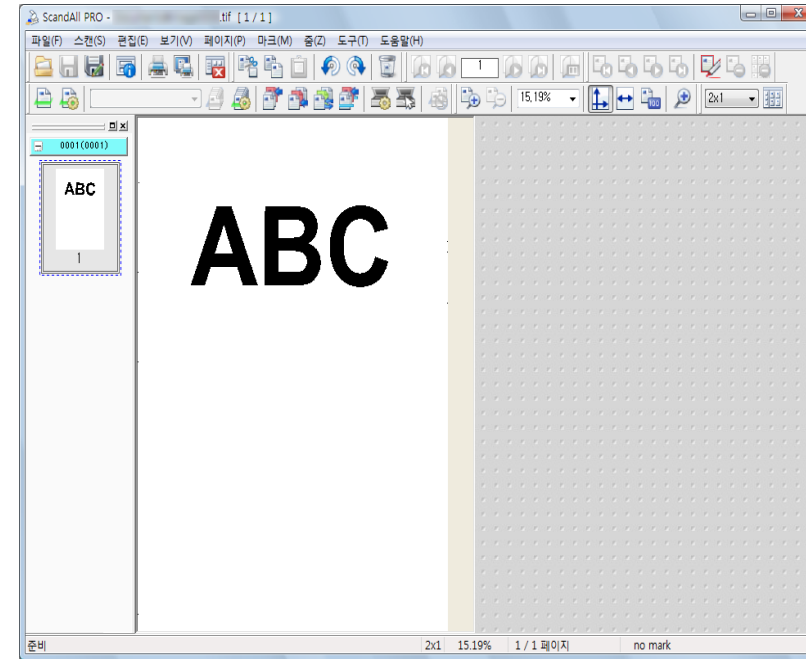 ScandAll PRO - .tif [ 1 / 1 ]
파일(F) 스캔(S) 편집(E) 보기(V) 페이지(P) 마크(M) 줌(Z) 도구(T) 도움말(H)
1
15,19% 100 2x1
0001(0001)
ABC
1
ABC
준비 2x1 15.19% 1 / 1 페이지 no mark